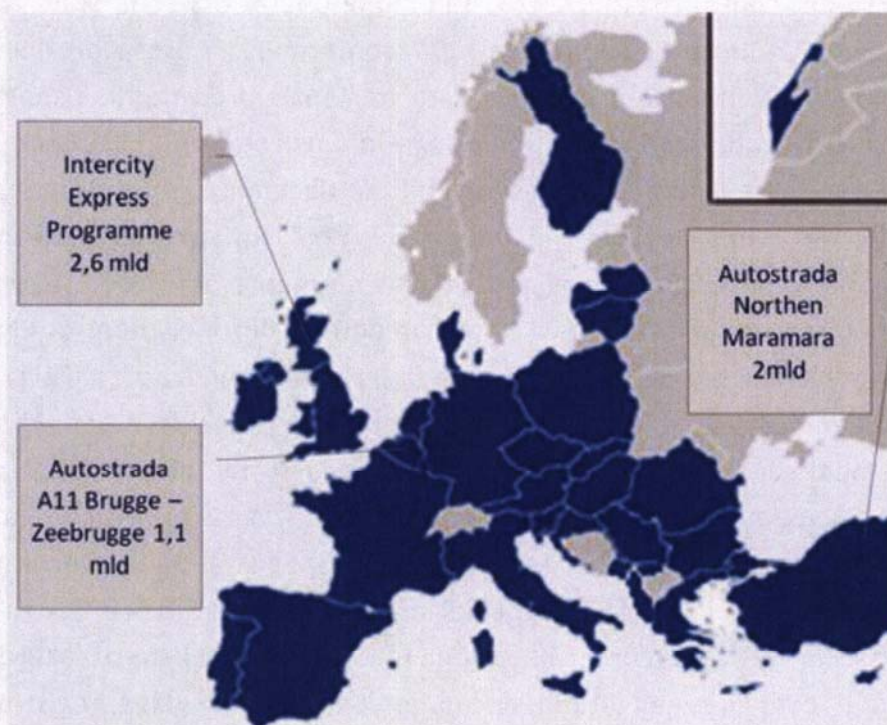 Intercity
Express
Programme
2,6 mld
Autostrada
Northen
Maramara
2mld
Autostrada
A11 Brugge –
Zeebrugge 1,1
mld